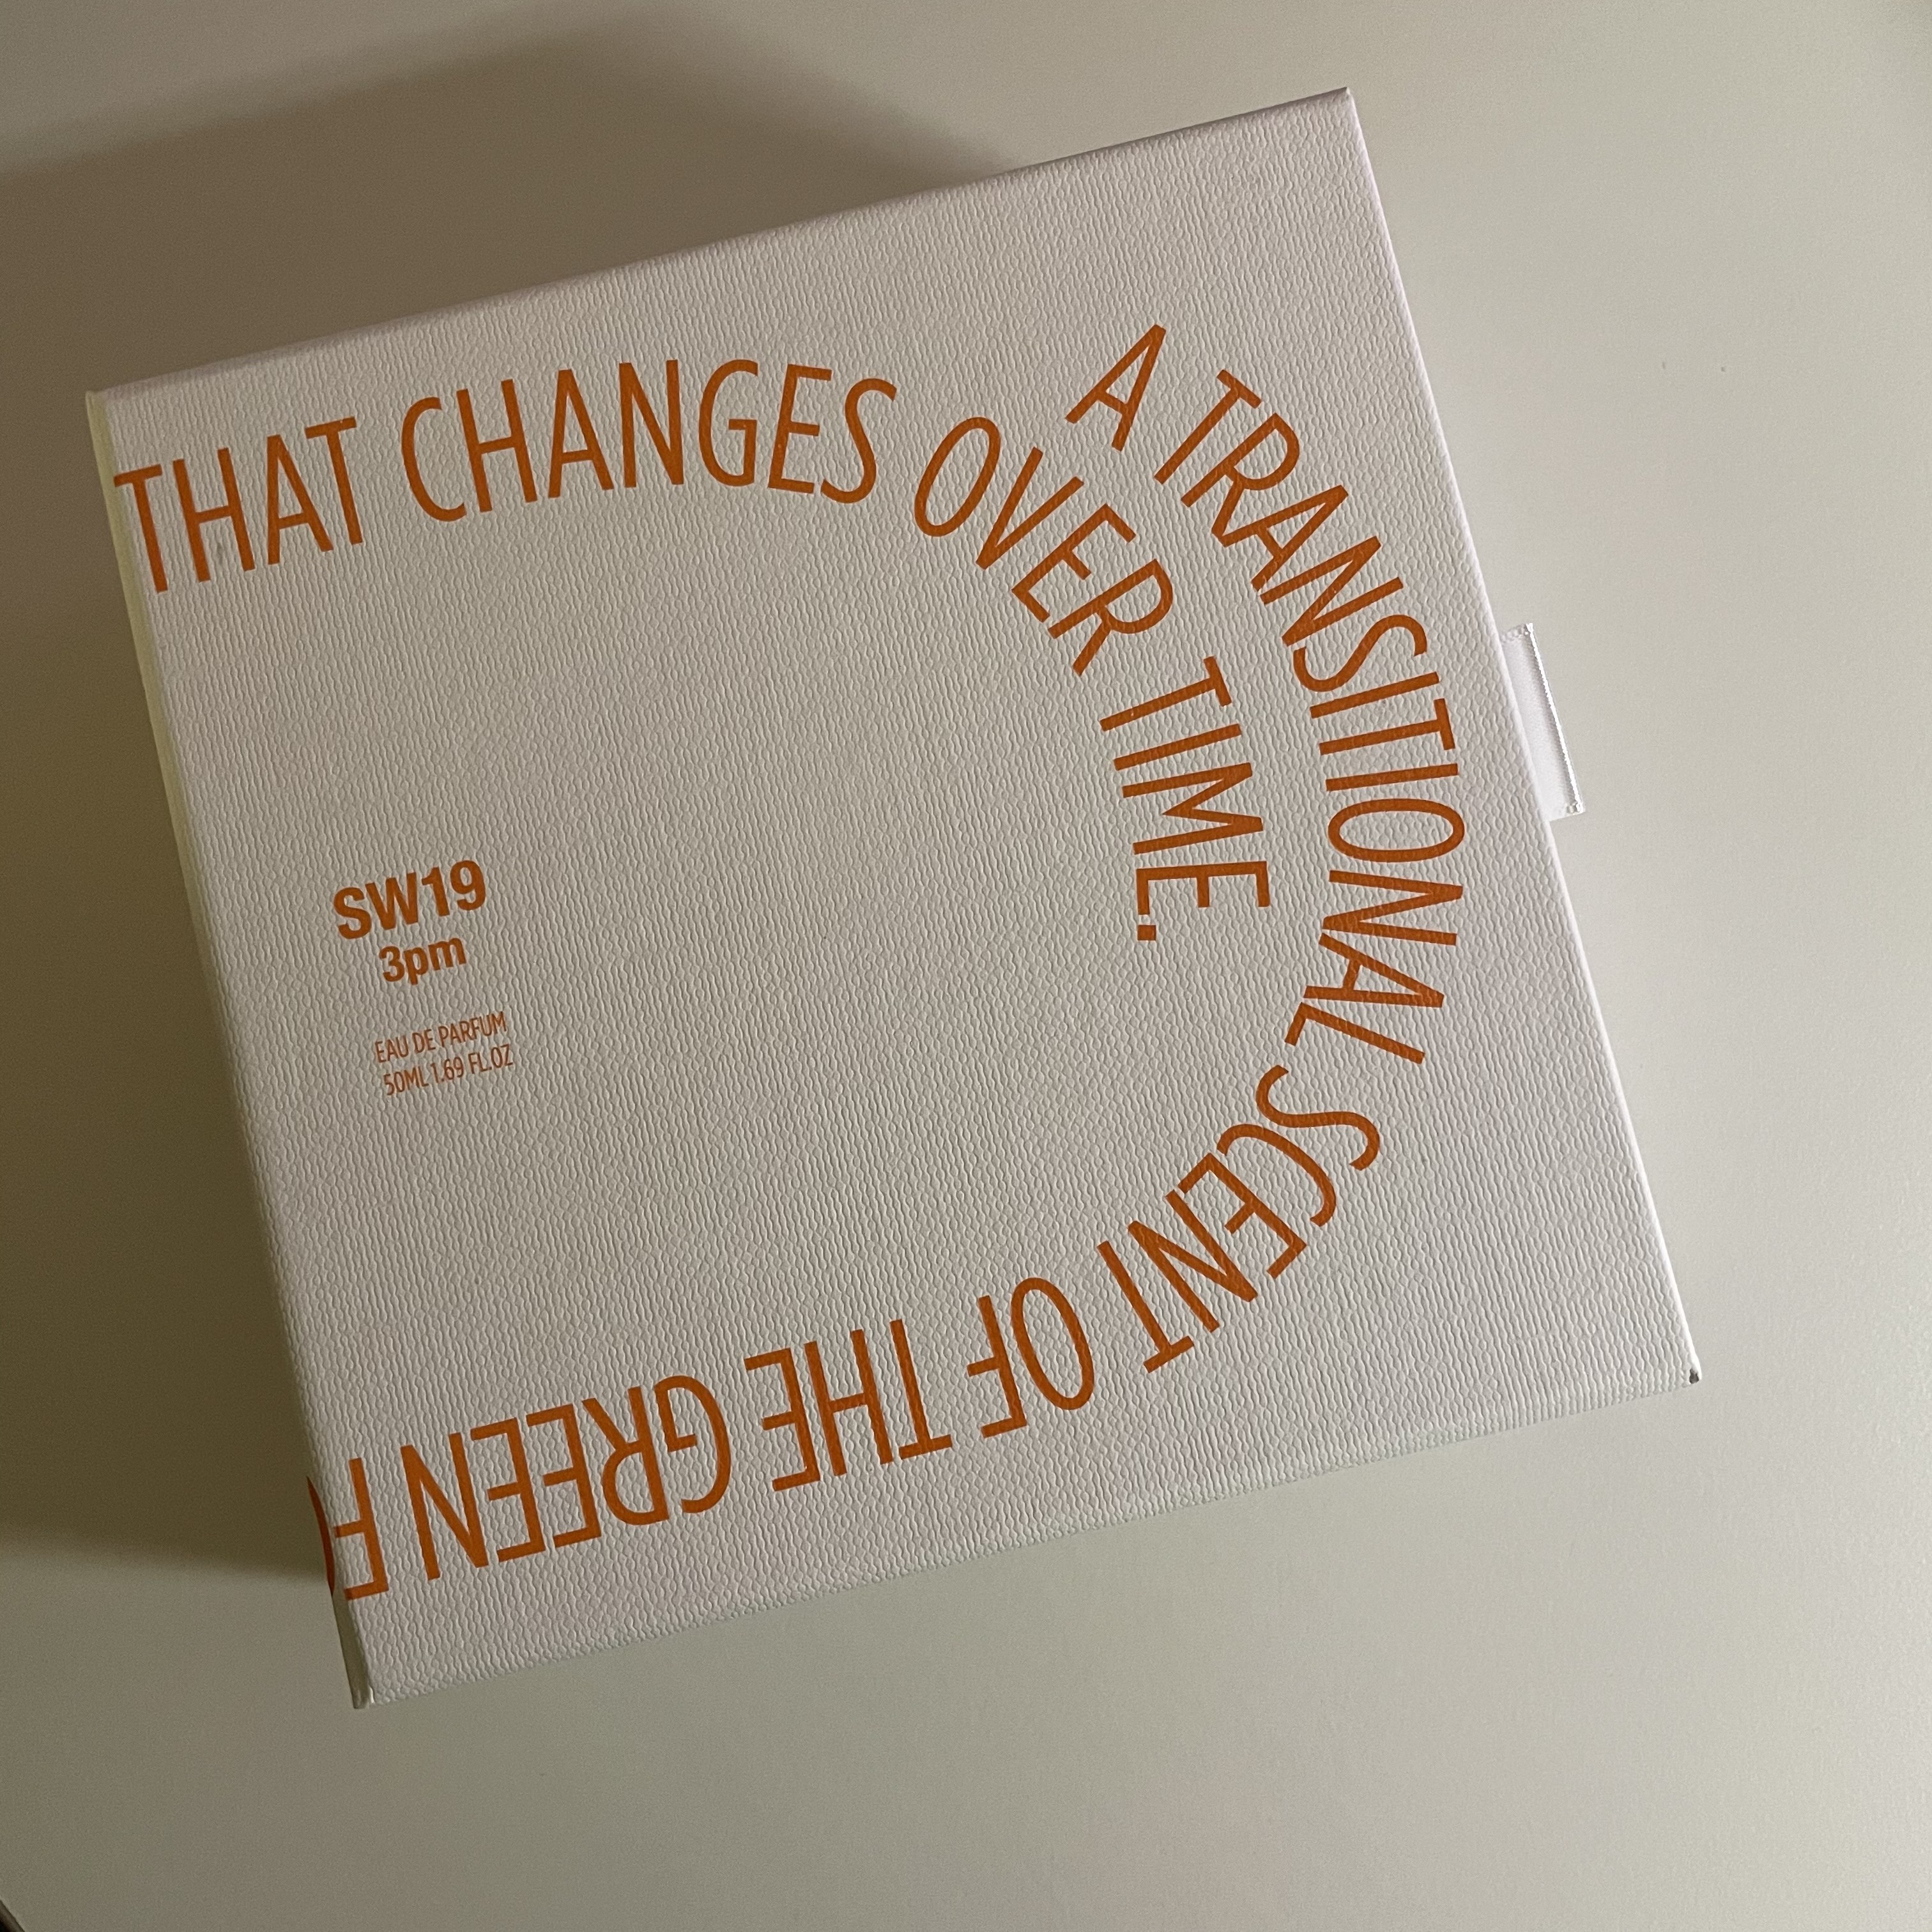 A TRANSITIONAL SCENT OF THE GREEN
THAT CHANGES OVER TIME.
SW19
3pm
EAU DE PARFUM
50ML 1.69 FL.OZ